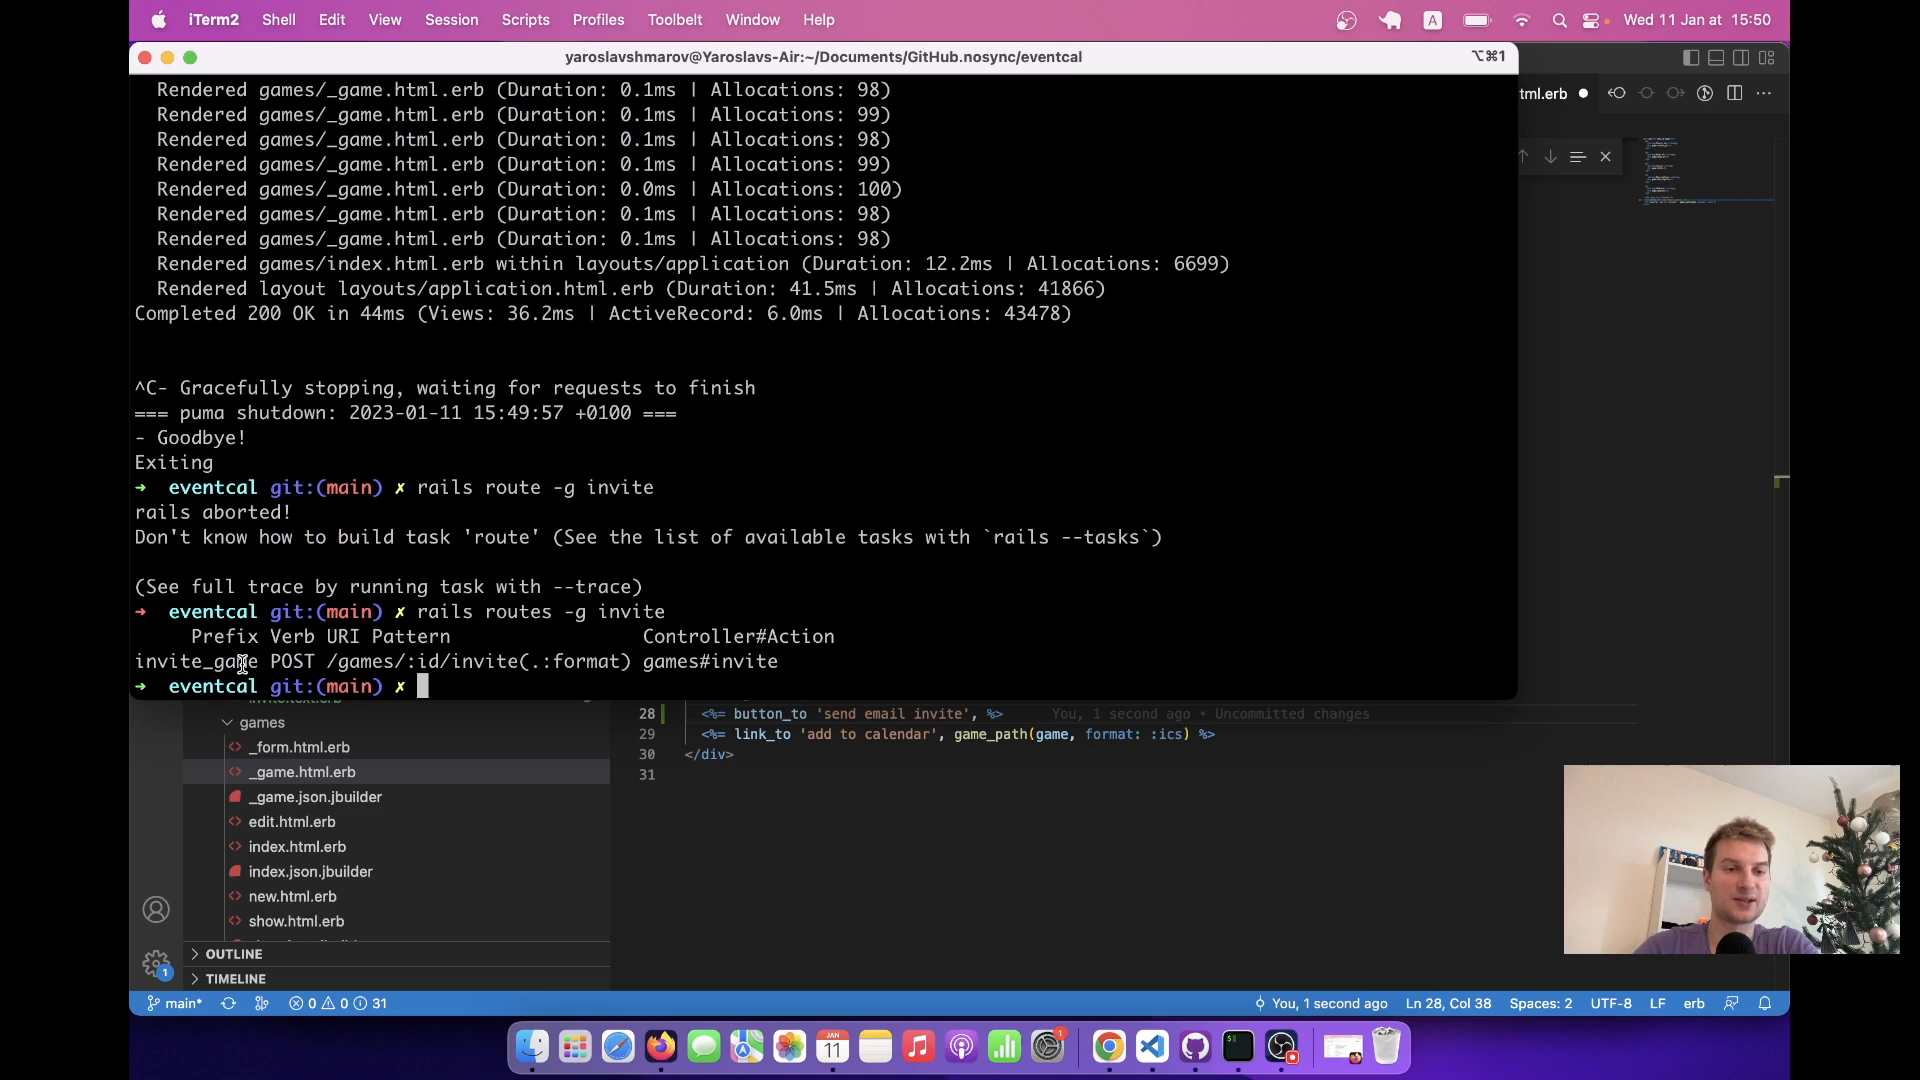 iTerm2 Shell Edit View Session Scripts Profiles Toolbelt Window Help A Wed 11 Jan at 15:50
yaroslavshmarov@Yaroslavs-Air:~/Documents/GitHub.nosync/eventcal ⌥⌘1
tml.erb
Rendered games/_game.html.erb (Duration: 0.1ms | Allocations: 98)
Rendered games/_game.html.erb (Duration: 0.1ms | Allocations: 99)
Rendered games/_game.html.erb (Duration: 0.1ms | Allocations: 98)
Rendered games/_game.html.erb (Duration: 0.1ms | Allocations: 99)
Rendered games/_game.html.erb (Duration: 0.0ms | Allocations: 100)
Rendered games/_game.html.erb (Duration: 0.1ms | Allocations: 98)
Rendered games/_game.html.erb (Duration: 0.1ms | Allocations: 98)
Rendered games/index.html.erb within layouts/application (Duration: 12.2ms | Allocations: 6699)
Rendered layout layouts/application.html.erb (Duration: 41.5ms | Allocations: 41866)
Completed 200 OK in 44ms (Views: 36.2ms | ActiveRecord: 6.0ms | Allocations: 43478)
^C- Gracefully stopping, waiting for requests to finish
=== puma shutdown: 2023-01-11 15:49:57 +0100 ===
- Goodbye!
Exiting
➜ eventcal git:(main) ✗ rails route -g invite
rails aborted!
Don't know how to build task 'route' (See the list of available tasks with `rails --tasks`)
(See full trace by running task with --trace)
➜ eventcal git:(main) ✗ rails routes -g invite
Prefix Verb URI Pattern Controller#Action
invite_game POST /games/:id/invite(.:format) games#invite
➜ eventcal git:(main) ✗
games
_form.html.erb
_game.html.erb
_game.json.jbuilder
edit.html.erb
index.html.erb
index.json.jbuilder
new.html.erb
show.html.erb
OUTLINE
TIMELINE
28 <%= button_to 'send email invite', %> You, 1 second ago • Uncommitted changes
29 <%= link_to 'add to calendar', game_path(game, format: :ics) %>
30 </div>
31
1
main* 0 0 31 You, 1 second ago Ln 28, Col 38 Spaces: 2 UTF-8 LF erb
JAN
11
1